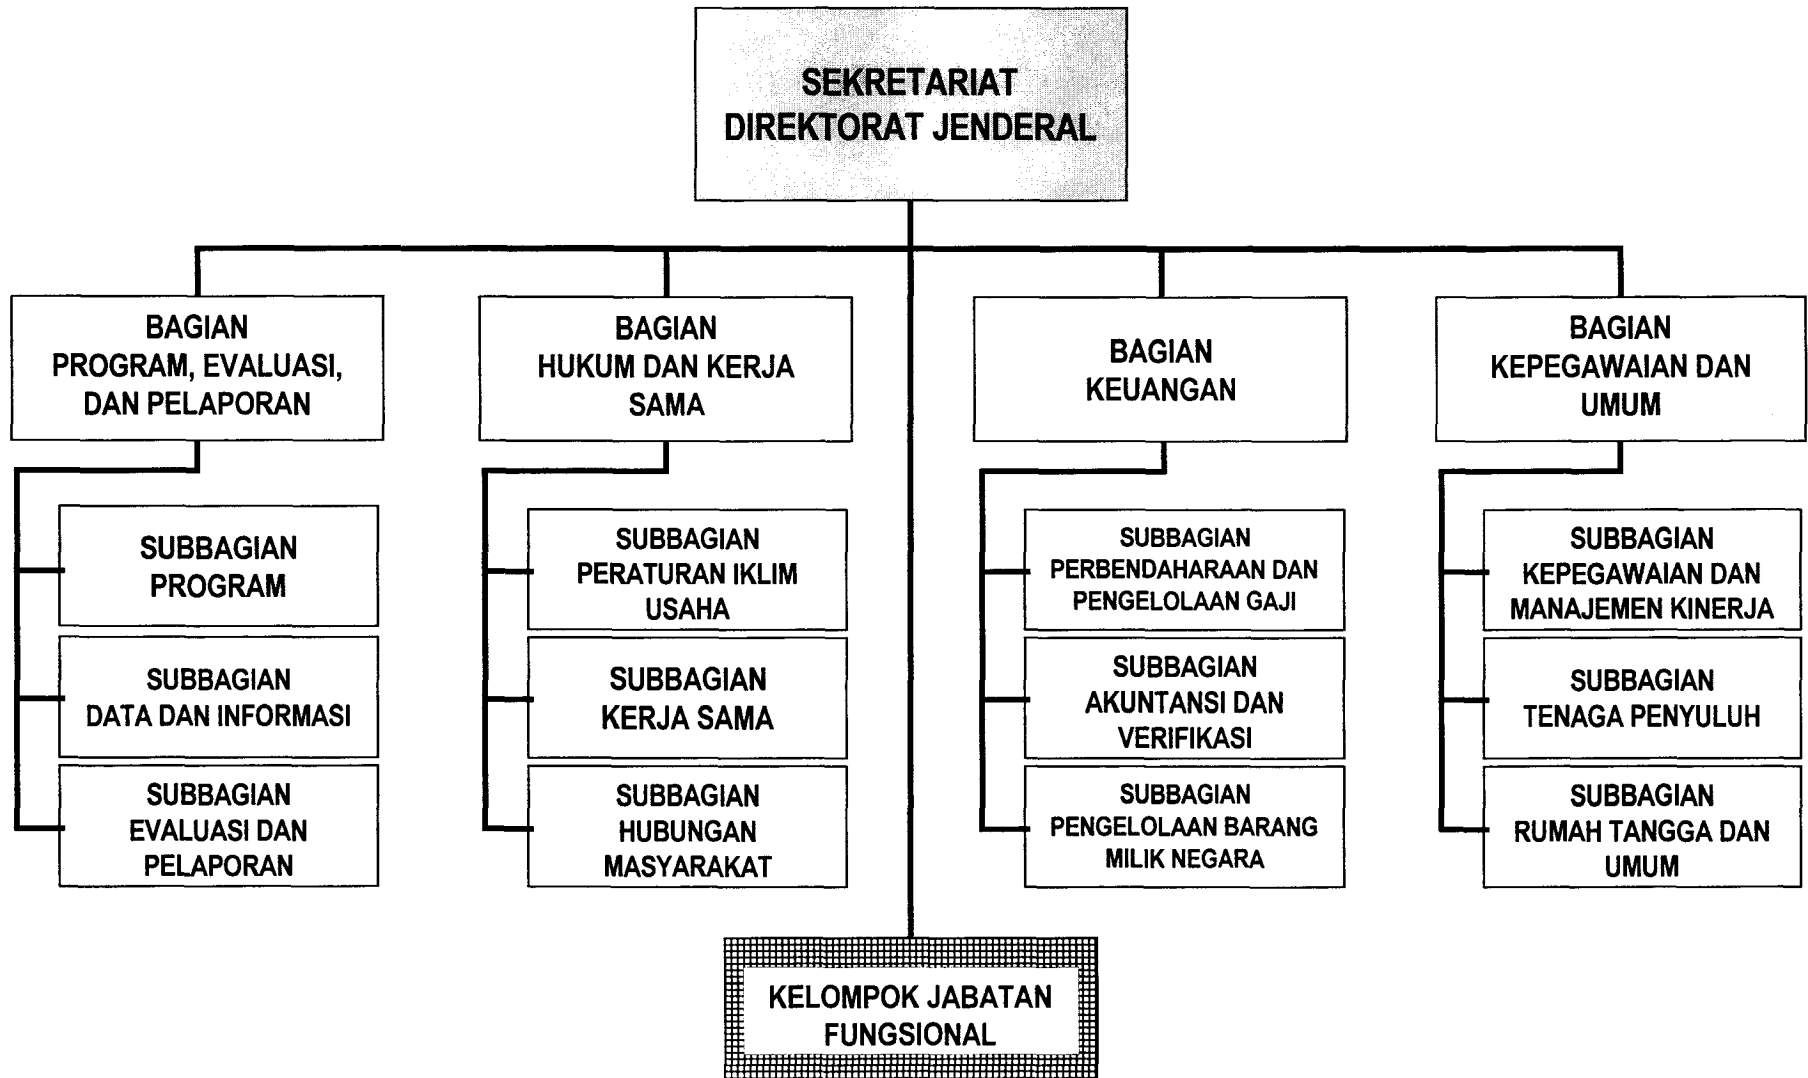 SEKRETARIAT
DIREKTORAT JENDERAL
BAGIAN
PROGRAM, EVALUASI,
DAN PELAPORAN
SUBBAGIAN
PROGRAM
SUBBAGIAN
DATA DAN INFORMASI
SUBBAGIAN
EVALUASI DAN
PELAPORAN
BAGIAN
HUKUM DAN KERJA
SAMA
SUBBAGIAN
PERATURAN IKLIM
USAHA
SUBBAGIAN
KERJA SAMA
SUBBAGIAN
HUBUNGAN
MASYARAKAT
BAGIAN
KEUANGAN
SUBBAGIAN
PERBENDAHARAAN DAN
PENGELOLAAN GAJI
SUBBAGIAN
AKUNTANSI DAN
VERIFIKASI
SUBBAGIAN
PENGELOLAAN BARANG
MILIK NEGARA
BAGIAN
KEPEGAWAIAN DAN
UMUM
SUBBAGIAN
KEPEGAWAIAN DAN
MANAJEMEN KINERJA
SUBBAGIAN
TENAGA PENYULUH
SUBBAGIAN
RUMAH TANGGA DAN
UMUM
KELOMPOK JABATAN
FUNGSIONAL